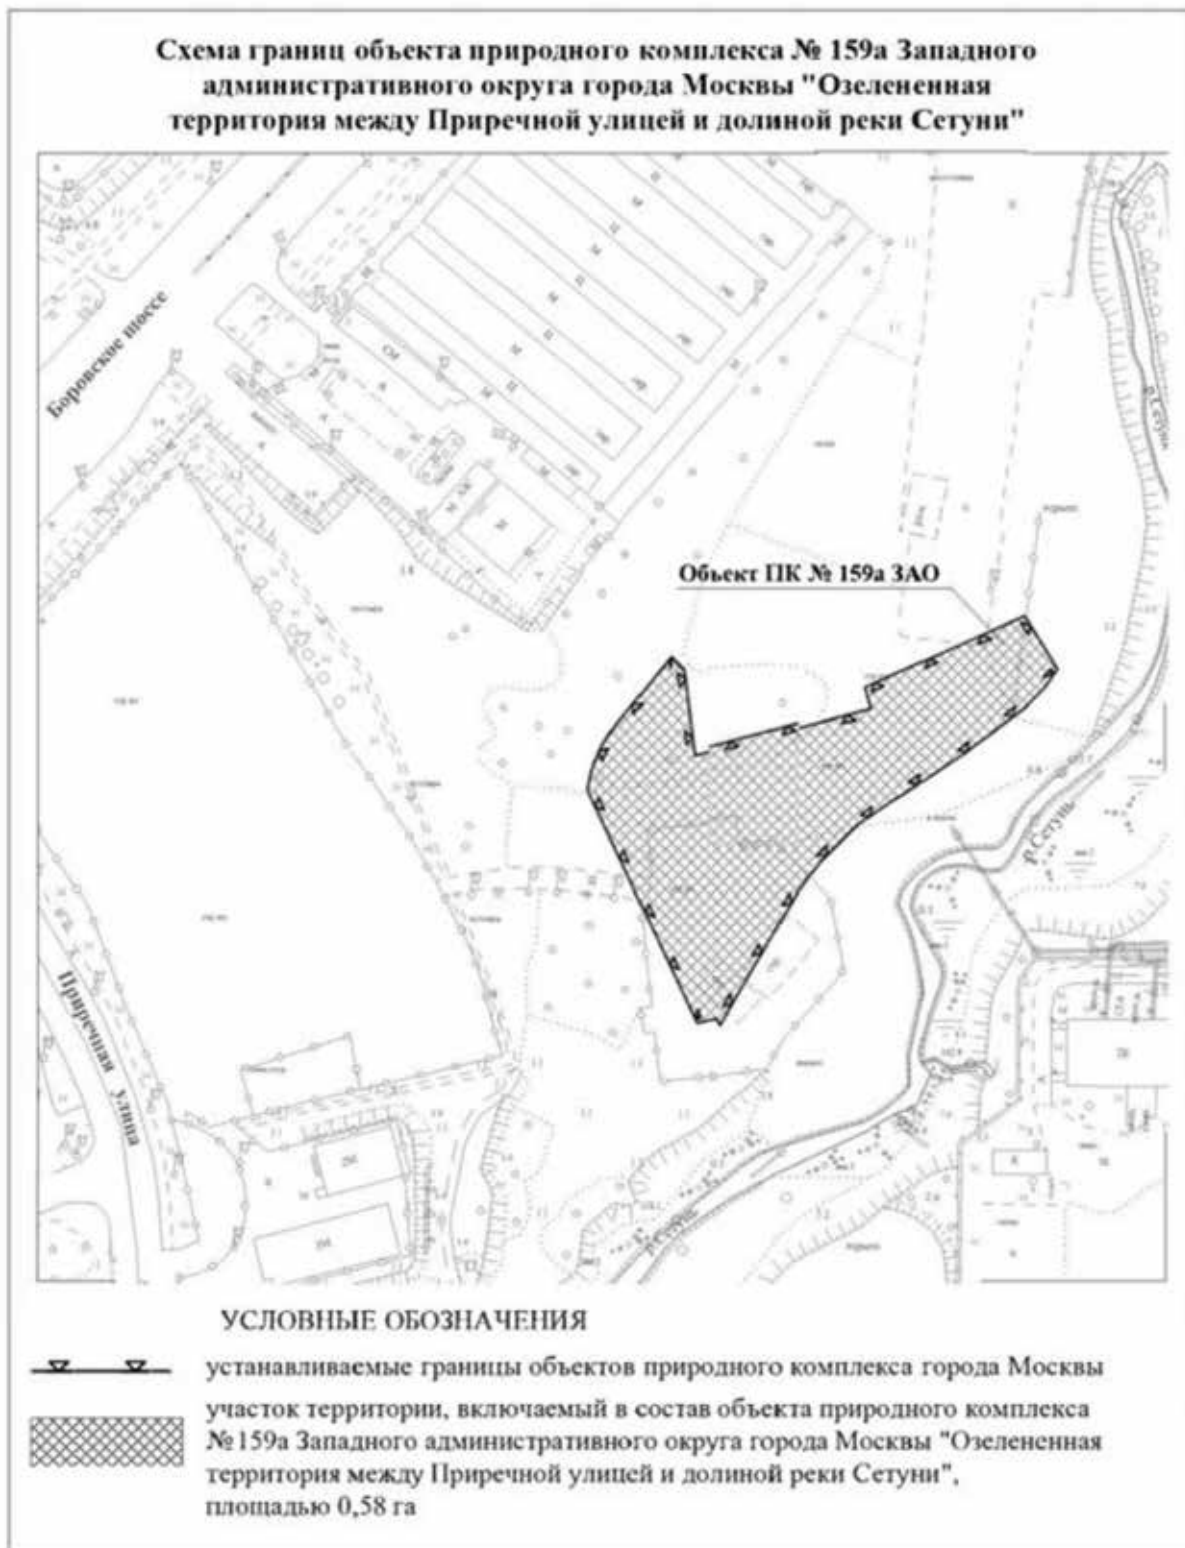 Схема границ объекта природного комплекса № 159а Западного
административного округа города Москвы "Озелененная
территория между Приречной улицей и долиной реки Сетуни"
Боровское шоссе
р.Сетунь
Объект ПК № 159а ЗАО
р.Сетунь
Приречная улица
р.Сетунь
УСЛОВНЫЕ ОБОЗНАЧЕНИЯ
устанавливаемые границы объектов природного комплекса города Москвы
участок территории, включаемый в состав объекта природного комплекса
№159а Западного административного округа города Москвы "Озелененная
территория между Приречной улицей и долиной реки Сетуни",
площадью 0,58 га